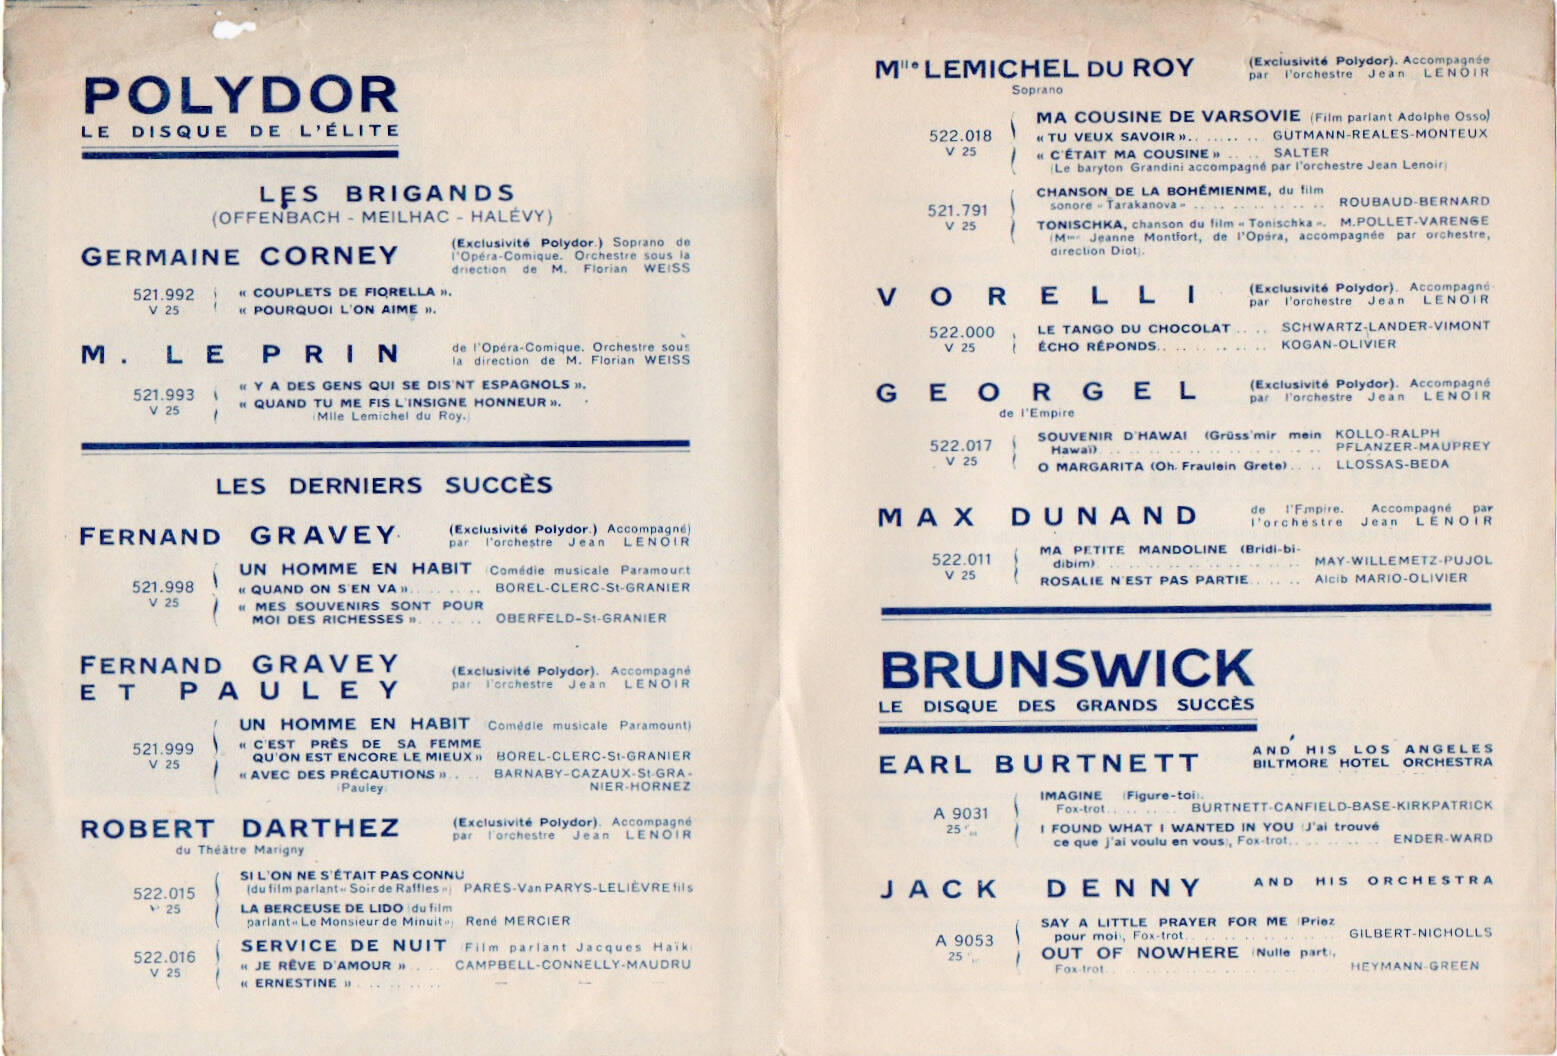 POLYDOR
LE DISQUE DE L'ÉLITE
LES BRIGANDS
(OFFENBACH - MEILHAC - HALÉVY)
GERMAINE CORNEY
(Exclusivité Polydor.) Soprano de
l'Opéra-Comique. Orchestre sous la
direction de M. Florian WEISS
521.992
V 25
« COUPLETS DE FIORELLA ».
« POURQUOI L'ON AIME ».
M. LE PRIN
de l'Opéra-Comique. Orchestre sous
la direction de M. Florian WEISS
521.993
V 25
« Y A DES GENS QUI SE DIS'NT ESPAGNOLS ».
« QUAND TU ME FIS L'INSIGNE HONNEUR ».
(Mlle Lemichel du Roy.)
LES DERNIERS SUCCÈS
FERNAND GRAVEY
(Exclusivité Polydor.) Accompagné)
par l'orchestre Jean LENOIR
521.998
V 25
UN HOMME EN HABIT (Comédie musicale Paramount
« QUAND ON S'EN VA » ........ BOREL-CLERC-St-GRANIER
« MES SOUVENIRS SONT POUR
MOI DES RICHESSES » ...... OBERFELD-St-GRANIER
FERNAND GRAVEY
ET PAULEY
(Exclusivité Polydor). Accompagné
par l'orchestre Jean LENOIR
521.999
V 25
UN HOMME EN HABIT (Comédie musicale Paramount)
« C'EST PRÈS DE SA FEMME
QU'ON EST ENCORE LE MIEUX » BOREL-CLERC-St-GRANIER
« AVEC DES PRÉCAUTIONS » .... BARNABY-CAZAUX-St-GRA-
(Pauley) NIER-HORNEZ
ROBERT DARTHEZ
du Théâtre Marigny
(Exclusivité Polydor). Accompagné
par l'orchestre Jean LENOIR
522.015
V 25
SI L'ON NE S'ÉTAIT PAS CONNU
(du film parlant « Soir de Raffles ») PARÈS-Van PARYS-LELIÈVRE fils
LA BERCEUSE DE LIDO (du film
parlant « Le Monsieur de Minuit ») René MERCIER
522.016
V 25
SERVICE DE NUIT (Film parlant Jacques Haïk)
« JE RÊVE D'AMOUR » .... CAMPBELL-CONNELLY-MAUDRU
« ERNESTINE » ........ — — —
Mlle LEMICHEL DU ROY
Soprano
(Exclusivité Polydor). Accompagnée
par l'orchestre Jean LENOIR
522.018
V 25
MA COUSINE DE VARSOVIE (Film parlant Adolphe Osso)
« TU VEUX SAVOIR » ........ GUTMANN-REALES-MONTEUX
« C'ÉTAIT MA COUSINE » .... SALTER
(Le baryton Grandini accompagné par l'orchestre Jean Lenoir)
521.791
V 25
CHANSON DE LA BOHÉMIENME, du film
sonore « Tarakanova » ................ ROUBAUD-BERNARD
TONISCHKA, chanson du film « Tonischka ». M.POLLET-VARENGE
(Mme Jeanne Montfort, de l'Opéra, accompagnée par orchestre,
direction Diot).
VORELLI
(Exclusivité Polydor). Accompagné
par l'orchestre Jean LENOIR
522.000
V 25
LE TANGO DU CHOCOLAT .... SCHWARTZ-LANDER-VIMONT
ÉCHO RÉPONDS ............ KOGAN-OLIVIER
GEORGEL
de l'Empire
(Exclusivité Polydor). Accompagné
par l'orchestre Jean LENOIR
522.017
V 25
SOUVENIR D'HAWAI (Grüss'mir mein KOLLO-RALPH
Hawaï) ...................... PFLANZER-MAUPREY
O MARGARITA (Oh. Fraulein Grete) .... LLOSSAS-BEDA
MAX DUNAND
de l'Empire. Accompagné par
l'orchestre Jean LENOIR
522.011
V 25
MA PETITE MANDOLINE (Bridi-bi-
dibim) ...................... MAY-WILLEMETZ-PUJOL
ROSALIE N'EST PAS PARTIE ...... Alcib MARIO-OLIVIER
BRUNSWICK
LE DISQUE DES GRANDS SUCCÈS
EARL BURTNETT
AND HIS LOS ANGELES
BILTMORE HOTEL ORCHESTRA
A 9031
25 c/m
IMAGINE (Figure-toi).
Fox-trot .......... BURTNETT-CANFIELD-BASE-KIRKPATRICK
I FOUND WHAT I WANTED IN YOU (J'ai trouvé
ce que j'ai voulu en vous), Fox-trot .......... ENDER-WARD
JACK DENNY
AND HIS ORCHESTRA
A 9053
25 c/m
SAY A LITTLE PRAYER FOR ME (Priez
pour moi), Fox-trot ................ GILBERT-NICHOLLS
OUT OF NOWHERE (Nulle part),
Fox-trot ........................ HEYMANN-GREEN